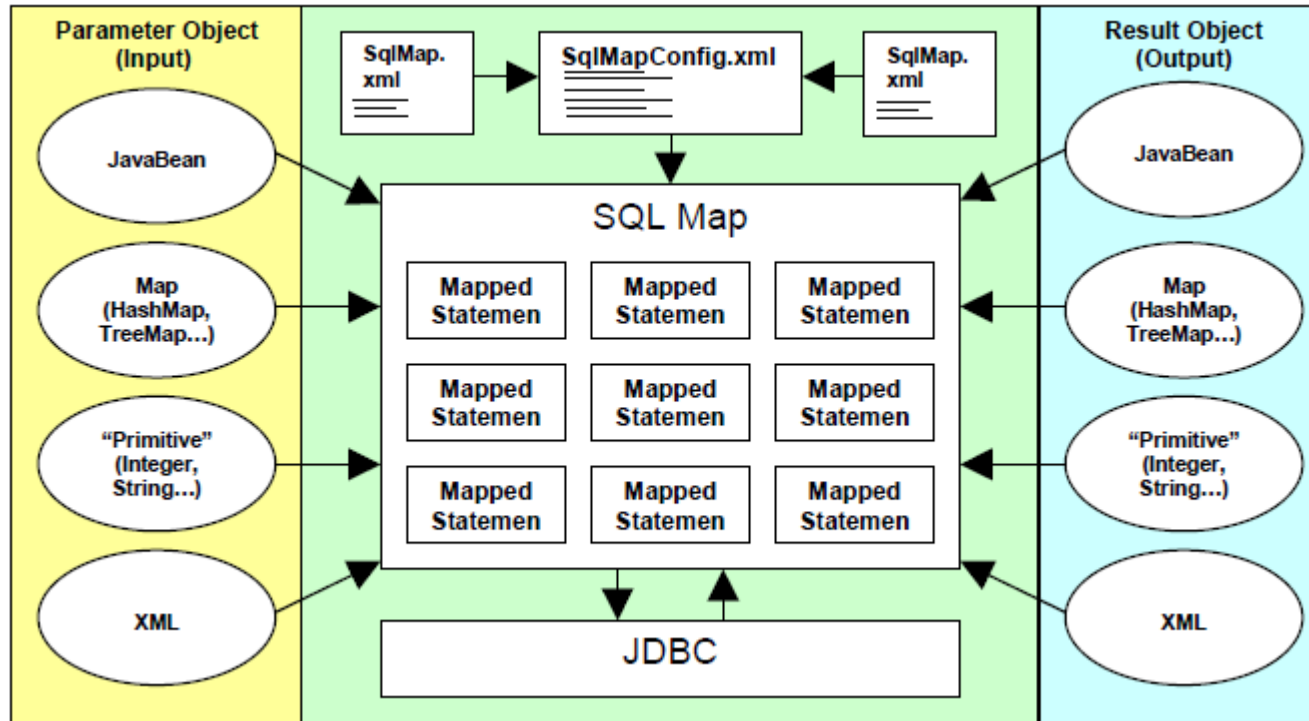 Parameter Object
(Input)
JavaBean
Map
(HashMap,
TreeMap…)
“Primitive”
(Integer,
String…)
XML
SqlMap.
xml
SqlMapConfig.xml
SqlMap.
xml
SQL Map
Mapped
Statemen
Mapped
Statemen
Mapped
Statemen
Mapped
Statemen
Mapped
Statemen
Mapped
Statemen
Mapped
Statemen
Mapped
Statemen
Mapped
Statemen
JDBC
Result Object
(Output)
JavaBean
Map
(HashMap,
TreeMap…)
“Primitive”
(Integer,
String…)
XML